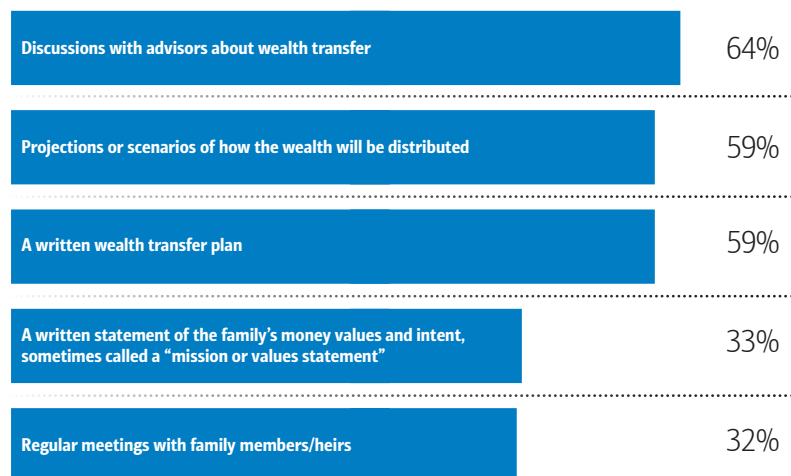 Discussions with advisors about wealth transfer
64%
Projections or scenarios of how the wealth will be distributed
59%
A written wealth transfer plan
59%
A written statement of the family’s money values and intent,
sometimes called a “mission or values statement”
33%
Regular meetings with family members/heirs
32%